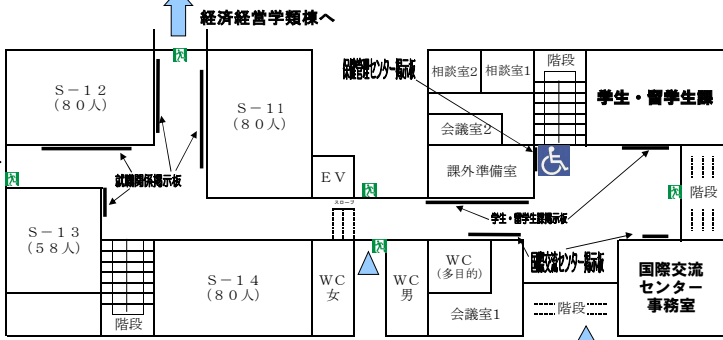 経済経営学類棟へ
S－12
(80人)
S－11
(80人)
保健管理センター掲示板
相談室2
相談室1
階段
学生・留学生課
会議室2
課外準備室
就職関係掲示板
EV
スロープ
学生・留学生課掲示板
階段
S－13
(58人)
S－14
(80人)
階段
WC
女
WC
男
WC
(多目的)
会議室1
国際交流センター掲示板
階段
国際交流
センター
事務室